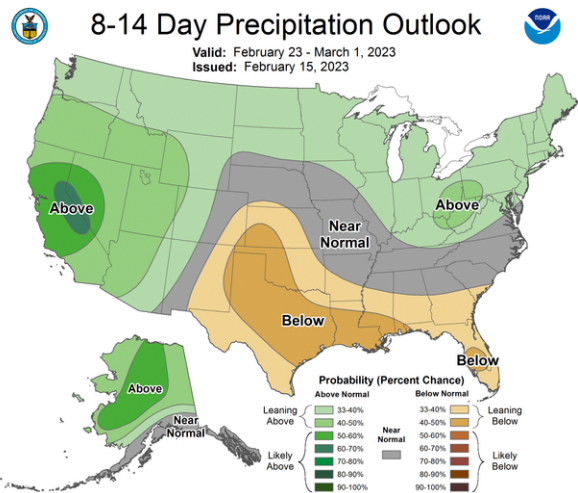 8-14 Day Precipitation Outlook
Valid: February 23 - March 1, 2023
Issued: February 15, 2023
NOAA
Above
Near
Normal
Above
Below
Below
Above
Near
Normal
Probability (Percent Chance)
Above Normal
Below Normal
Leaning
Above
33-40%
40-50%
Likely
Above
50-60%
60-70%
70-80%
80-90%
90-100%
Near
Normal
33-40%
40-50%
Leaning
Below
50-60%
60-70%
70-80%
80-90%
90-100%
Likely
Below